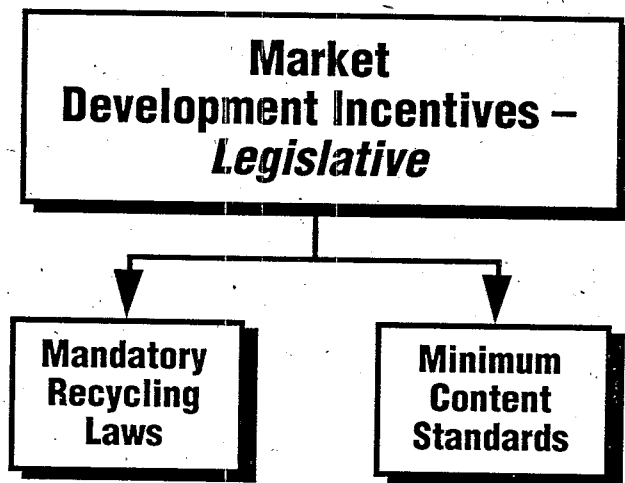 Market
Development Incentives –
Legislative
Mandatory
Recycling
Laws
Minimum
Content
Standards